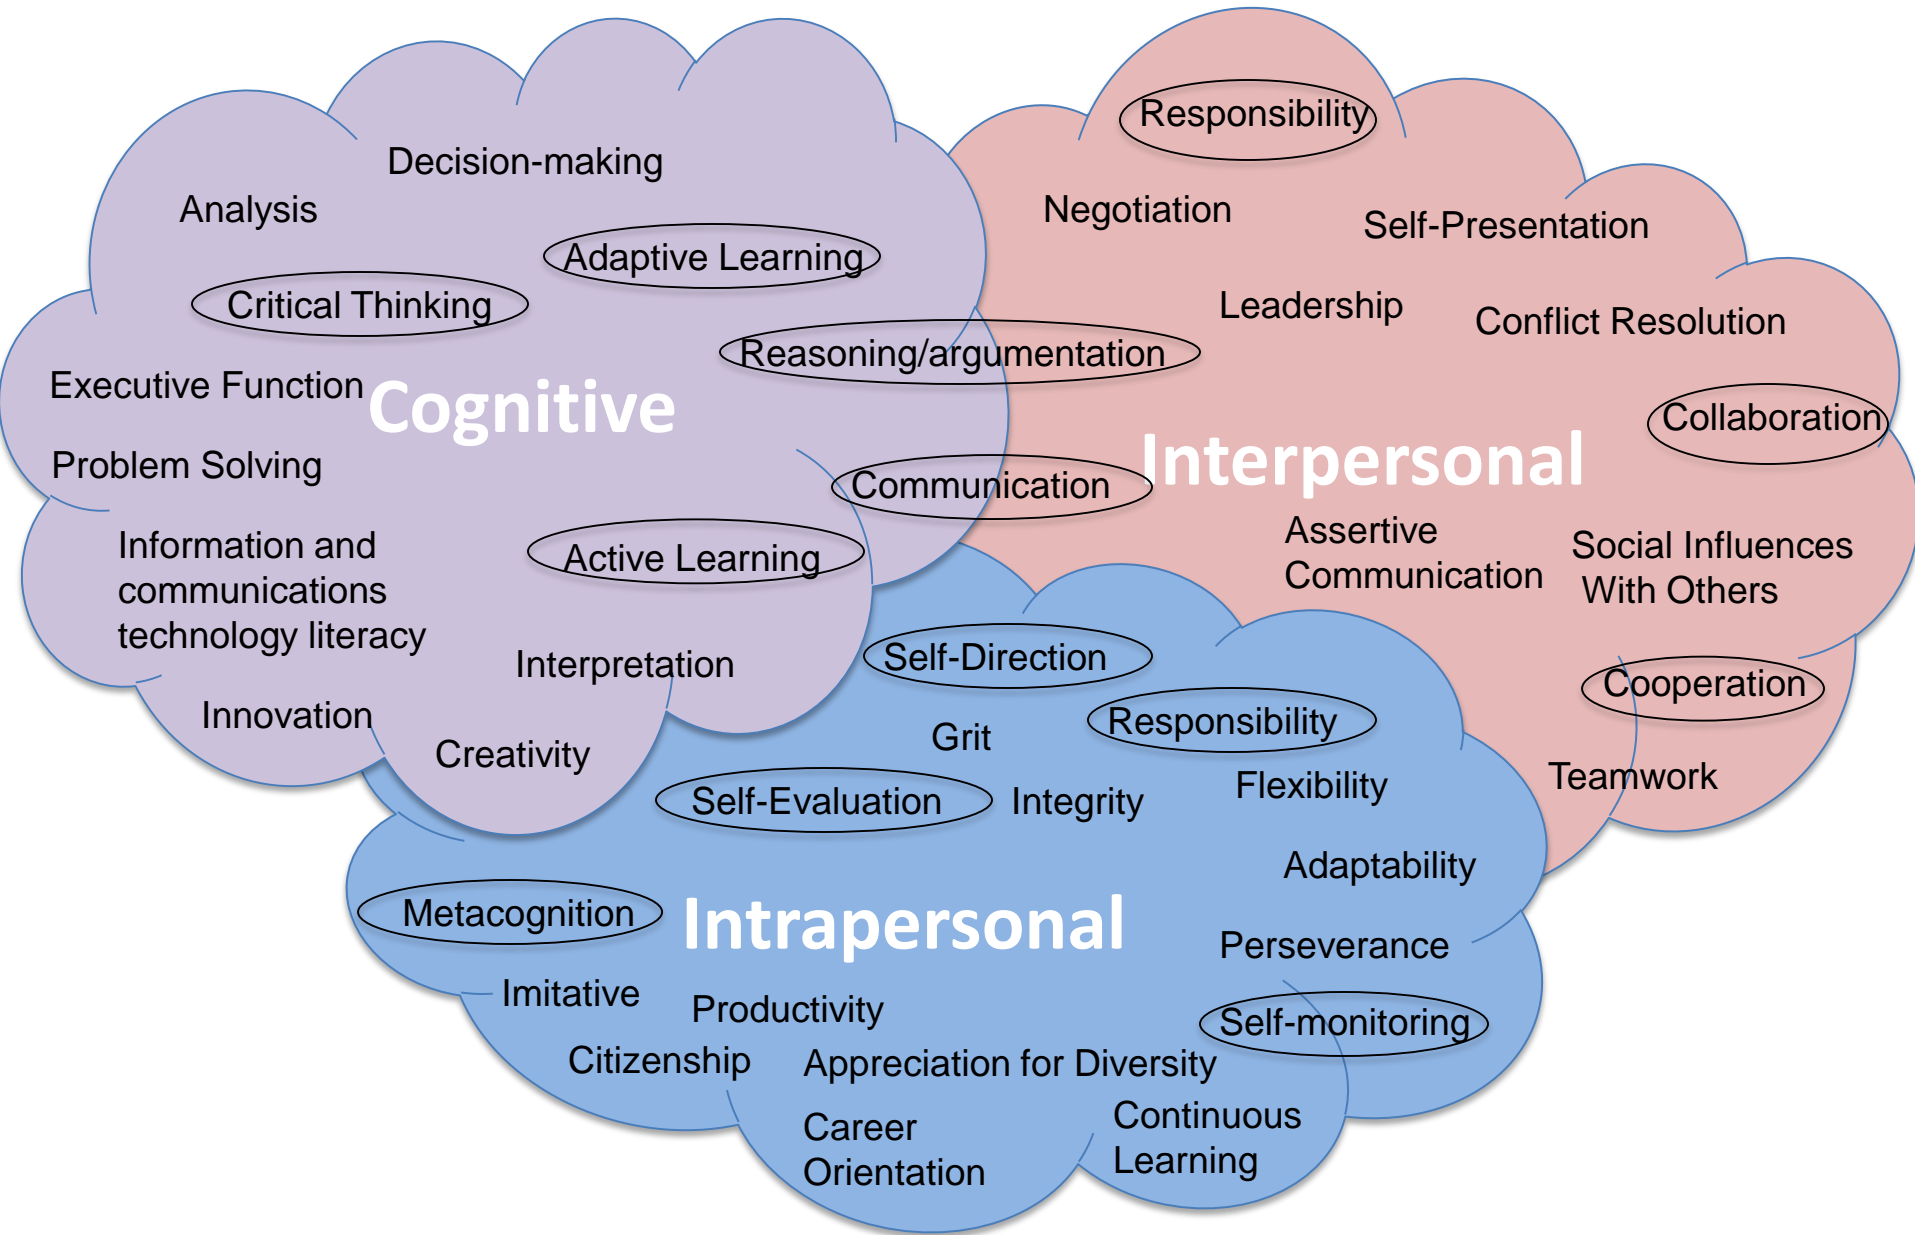 Decision-making
Analysis
Adaptive Learning
Critical Thinking
Reasoning/argumentation
Executive Function
Cognitive
Problem Solving
Communication
Information and
communications
technology literacy
Active Learning
Interpretation
Innovation
Creativity
Responsibility
Negotiation
Self-Presentation
Leadership
Conflict Resolution
Collaboration
Interpersonal
Assertive
Communication
Social Influences
With Others
Cooperation
Teamwork
Self-Direction
Responsibility
Grit
Flexibility
Self-Evaluation
Integrity
Adaptability
Metacognition
Intrapersonal
Perseverance
Imitative
Productivity
Self-monitoring
Citizenship
Appreciation for Diversity
Career
Orientation
Continuous
Learning